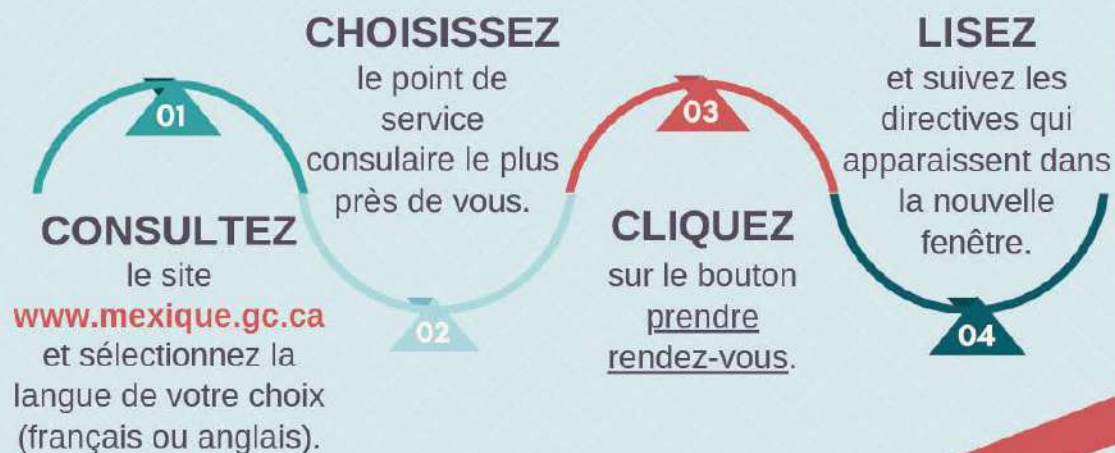 01
CONSULTEZ
le site
www.mexique.gc.ca
et sélectionnez la
langue de votre choix
(français ou anglais).
CHOISISSEZ
le point de
service
consulaire le plus
près de vous.
02
03
CLIQUEZ
sur le bouton
prendre
rendez-vous.
LISEZ
et suivez les
directives qui
apparaissent dans
la nouvelle
fenêtre.
04